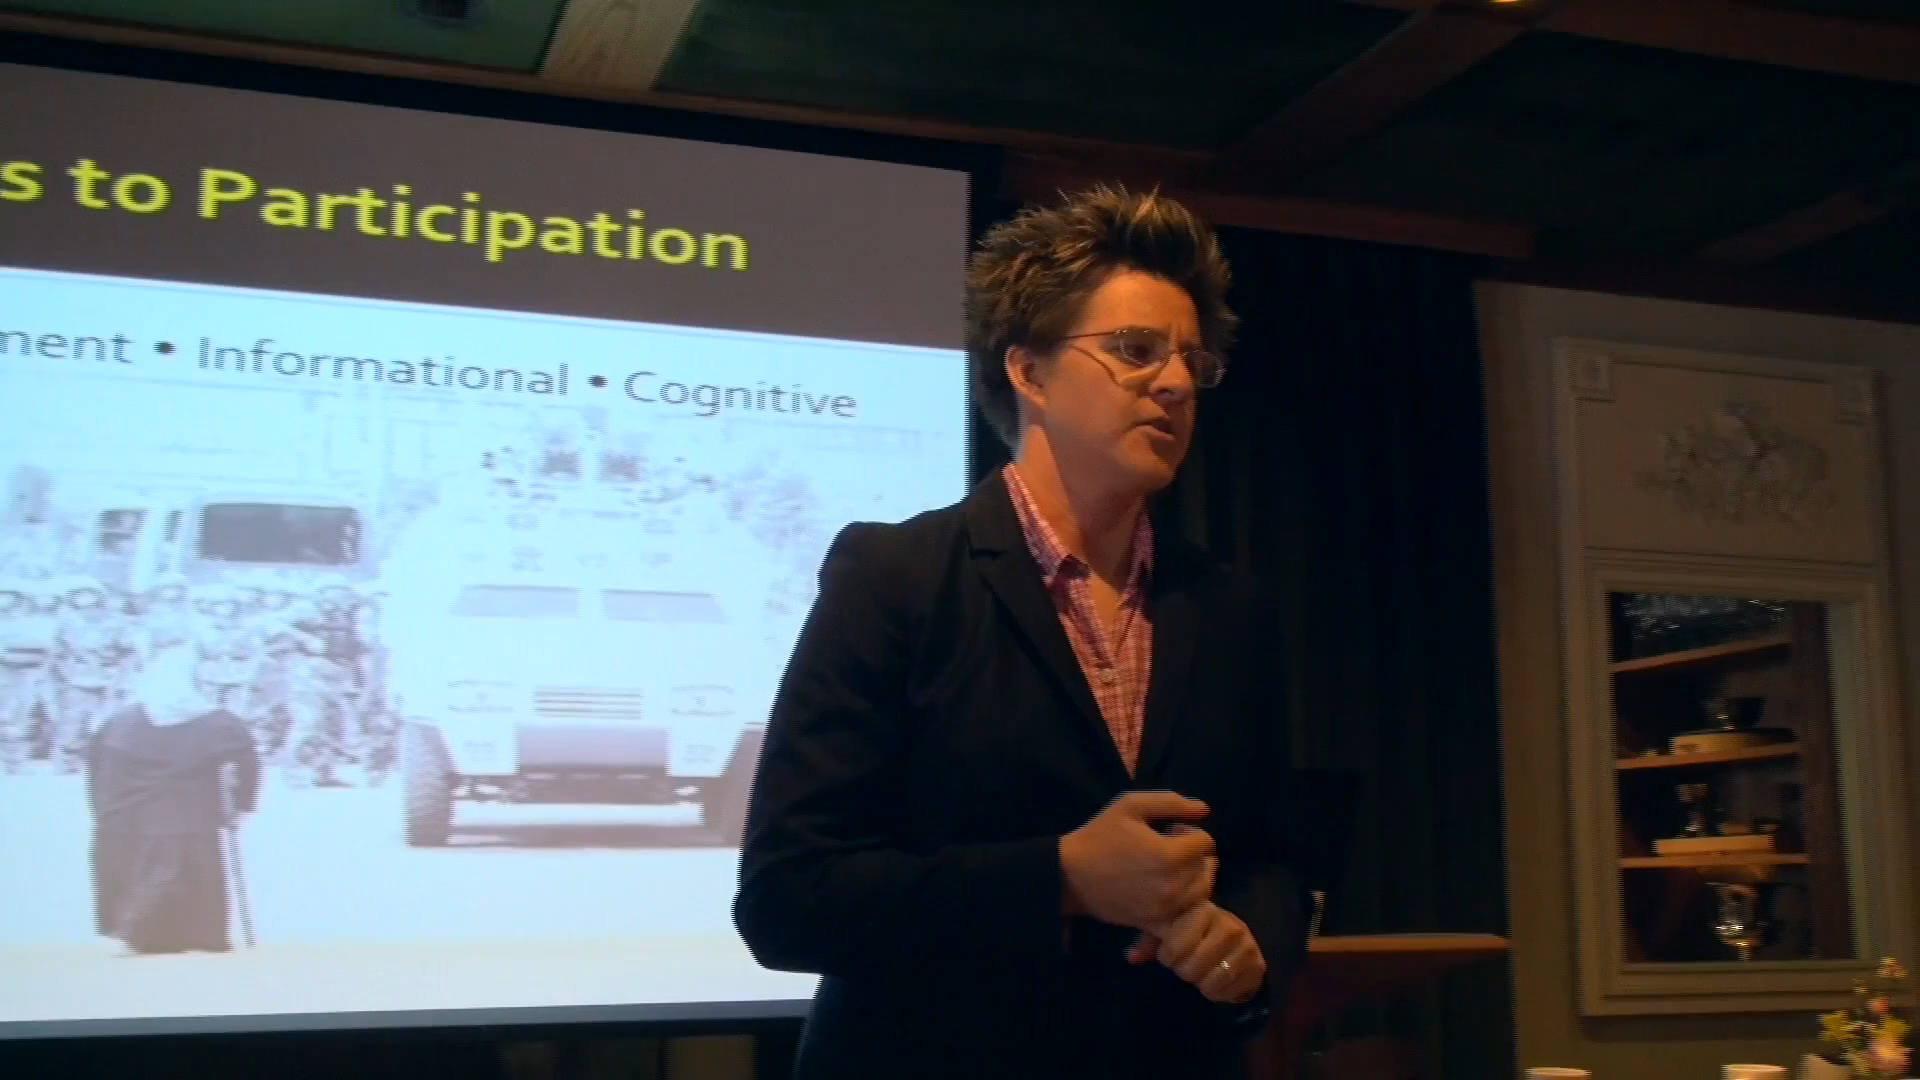 s to Participation
ment • Informational • Cognitive